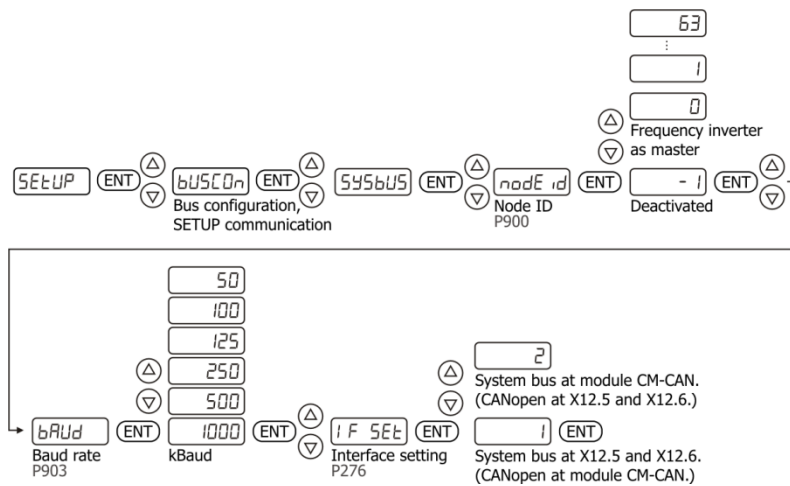 63
⋮
1
0
Frequency inverter
as master
SEtUP
ENT
bUSCOn
ENT
SYSbUS
ENT
nodE id
ENT
- 1
ENT
Bus configuration,
SETUP communication
Node ID
P900
Deactivated
50
100
125
250
500
1000
bAUd
ENT
ENT
IF SEt
ENT
2
System bus at module CM-CAN.
(CANopen at X12.5 and X12.6.)
1
ENT
Baud rate
P903
kBaud
Interface setting
P276
System bus at X12.5 and X12.6.
(CANopen at module CM-CAN.)